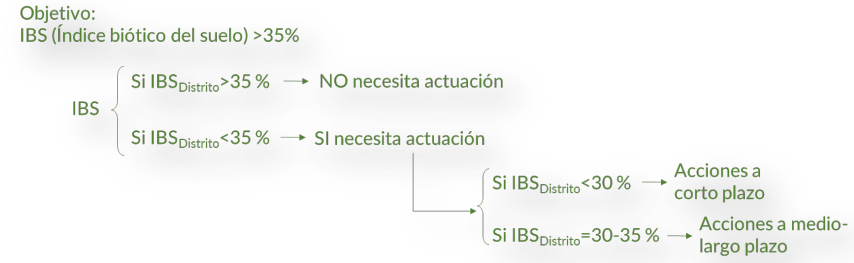 Objetivo:
IBS (Índice biótico del suelo) >35%
Si IBSDistrito>35 % → NO necesita actuación
IBS
Si IBSDistrito<35 % → SI necesita actuación
Si IBSDistrito<30 % → Acciones a
corto plazo
Si IBSDistrito=30-35 % → Acciones a medio-
largo plazo